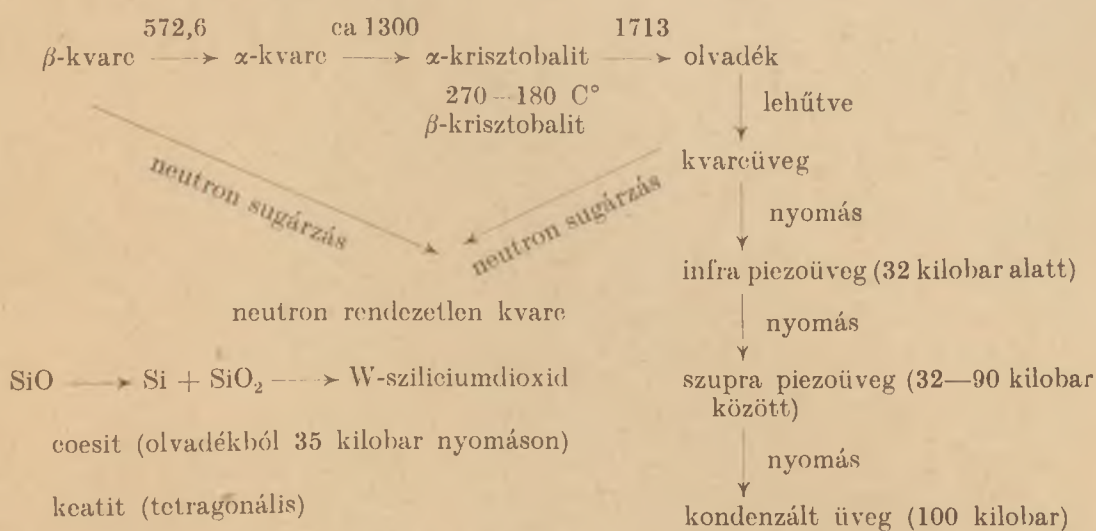 572,6 ca 1300 1713
β-kvarc → α-kvarc → α-krisztobalit → olvadék
270—180 C°
β-krisztobalit
lehűtve
kvarcüveg
neutron sugárzás
neutron sugárzás
nyomás
infra piezoüveg (32 kilobar alatt)
neutron rendezetlen kvarc
nyomás
SiO → Si + SiO₂ → W-sziliciumdioxid
szupra piezoüveg (32—90 kilobar
között)
coesit (olvadékból 35 kilobar nyomáson)
nyomás
keatit (tetragonális)
kondenzált üveg (100 kilobar)